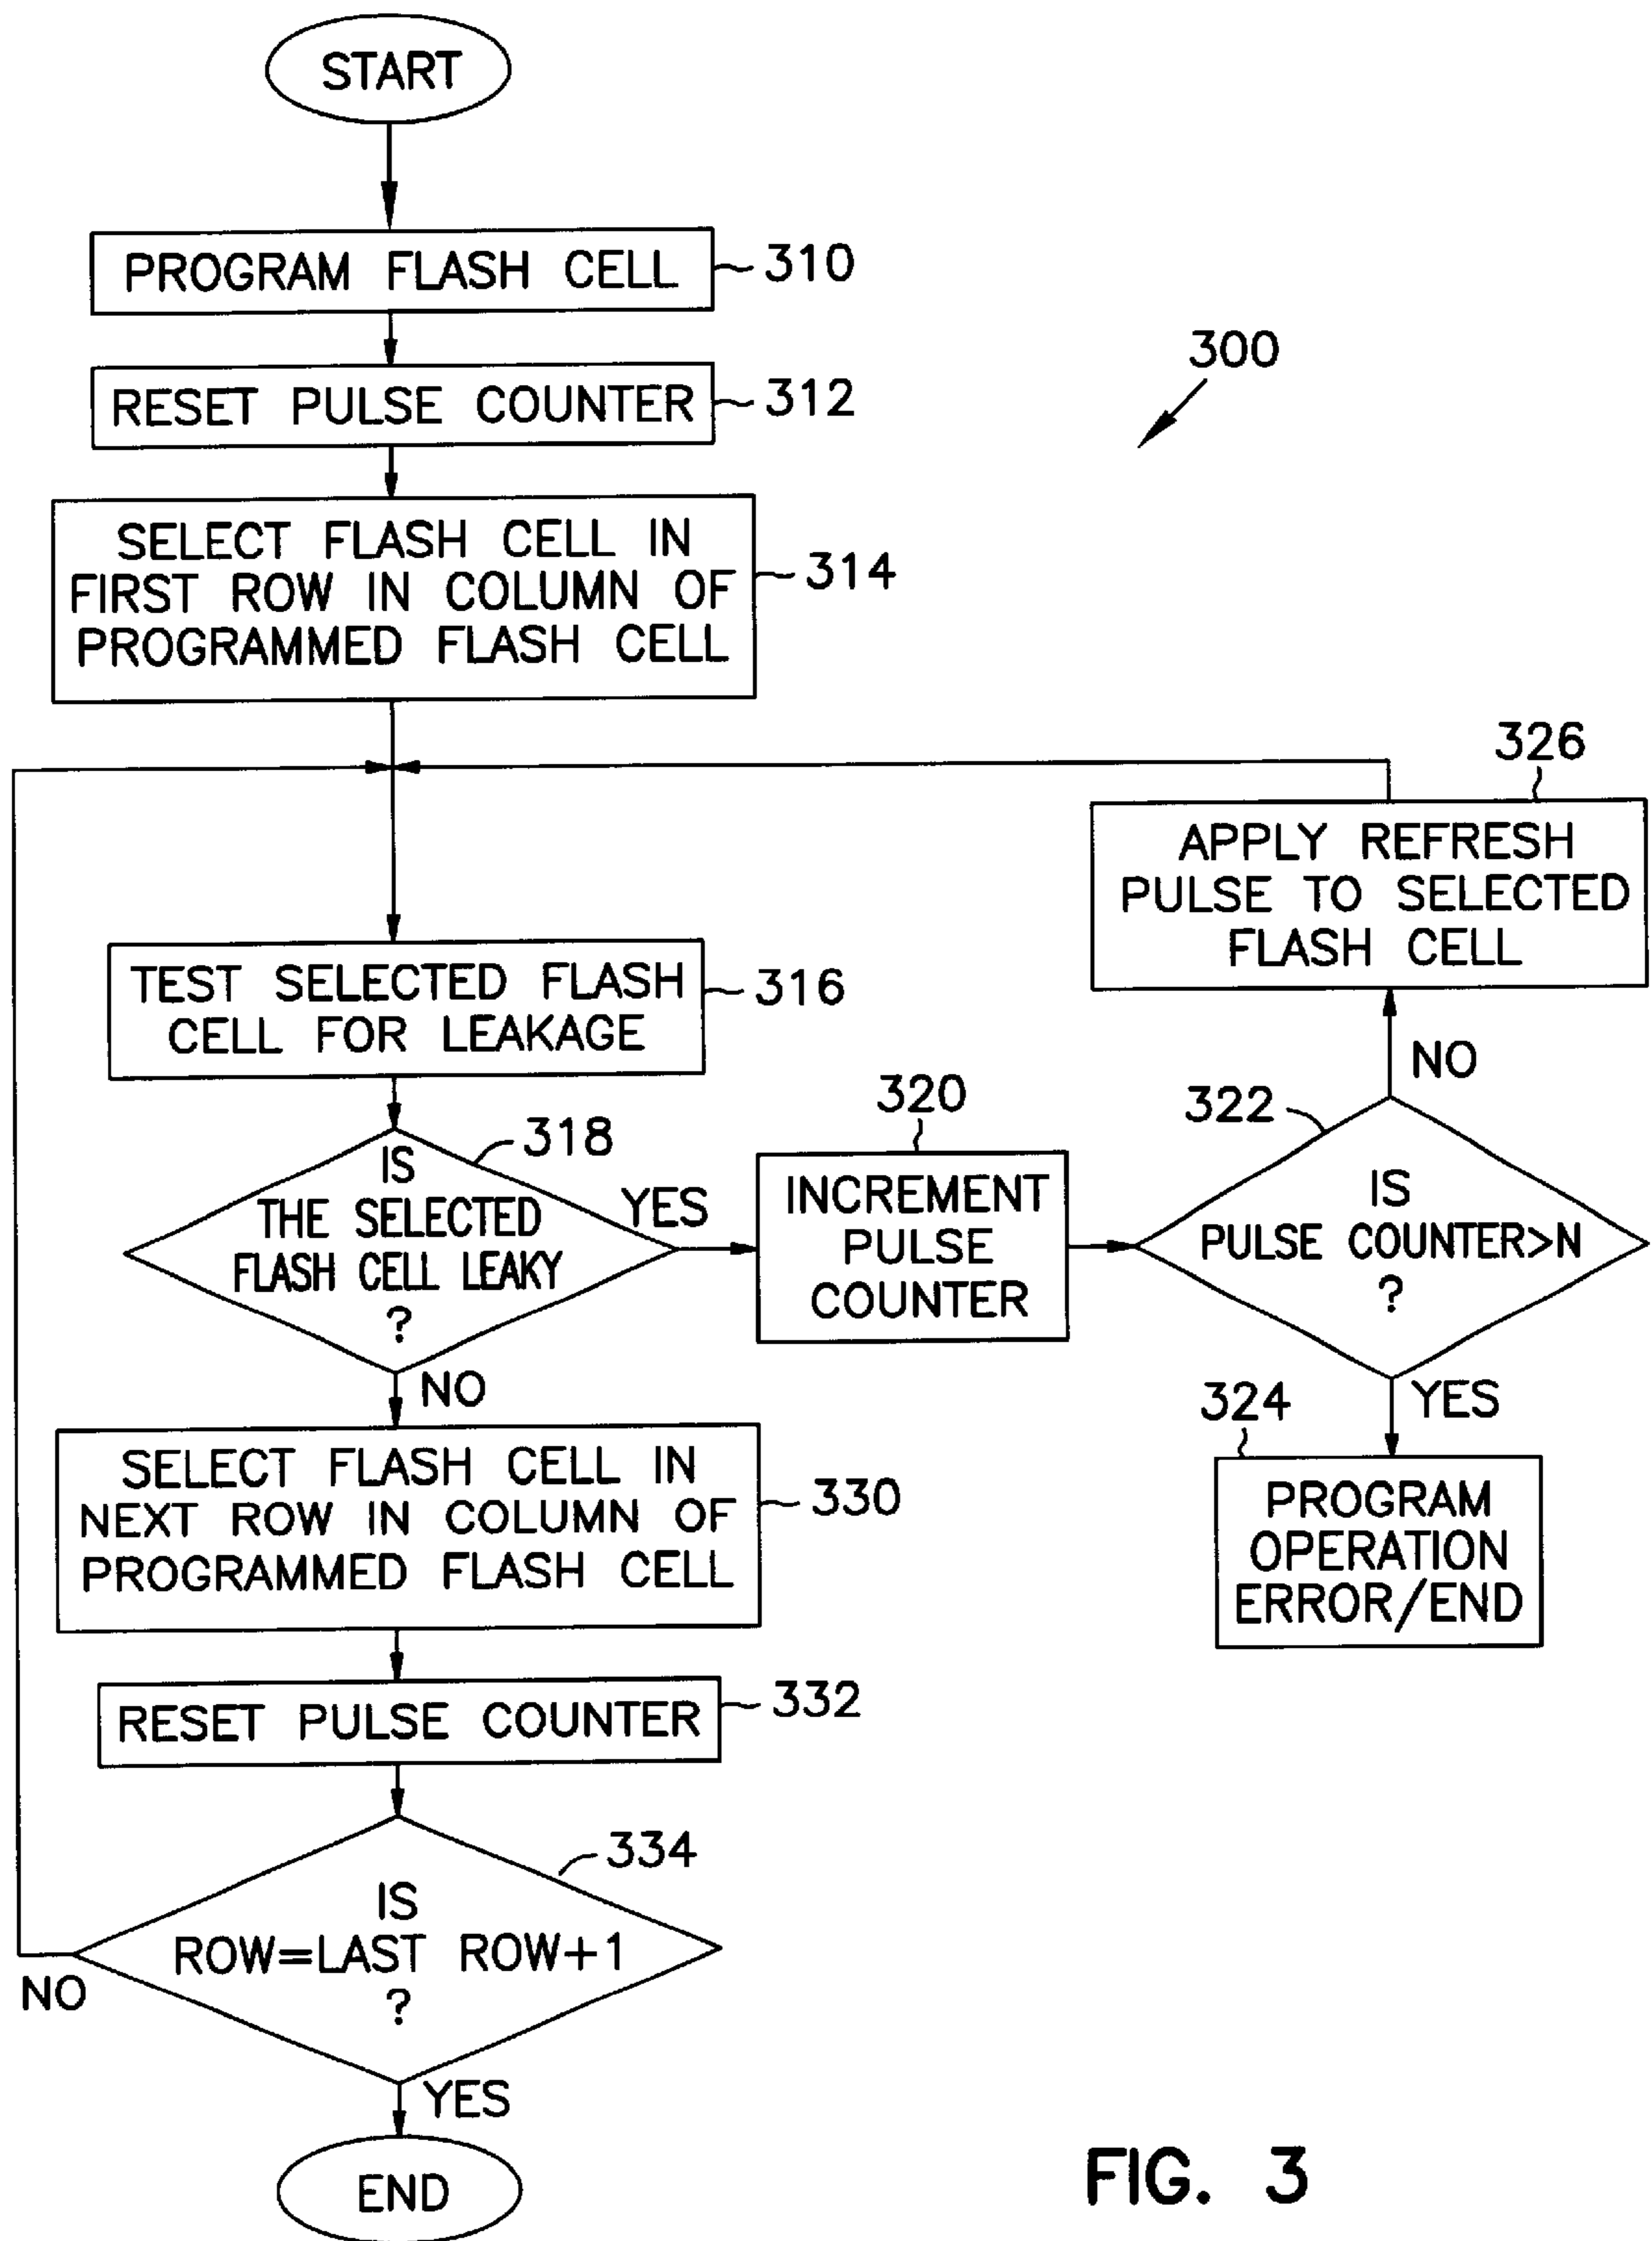 START
PROGRAM FLASH CELL
310
RESET PULSE COUNTER
312
300
SELECT FLASH CELL IN
FIRST ROW IN COLUMN OF
PROGRAMMED FLASH CELL
314
326
APPLY REFRESH
PULSE TO SELECTED
FLASH CELL
TEST SELECTED FLASH
CELL FOR LEAKAGE
316
NO
318
IS
THE SELECTED
FLASH CELL LEAKY
?
YES
320
INCREMENT
PULSE
COUNTER
322
IS
PULSE COUNTER>N
?
NO
YES
324
PROGRAM
OPERATION
ERROR/END
SELECT FLASH CELL IN
NEXT ROW IN COLUMN OF
PROGRAMMED FLASH CELL
330
RESET PULSE COUNTER
332
334
IS
ROW=LAST ROW+1
?
NO
YES
END
FIG. 3